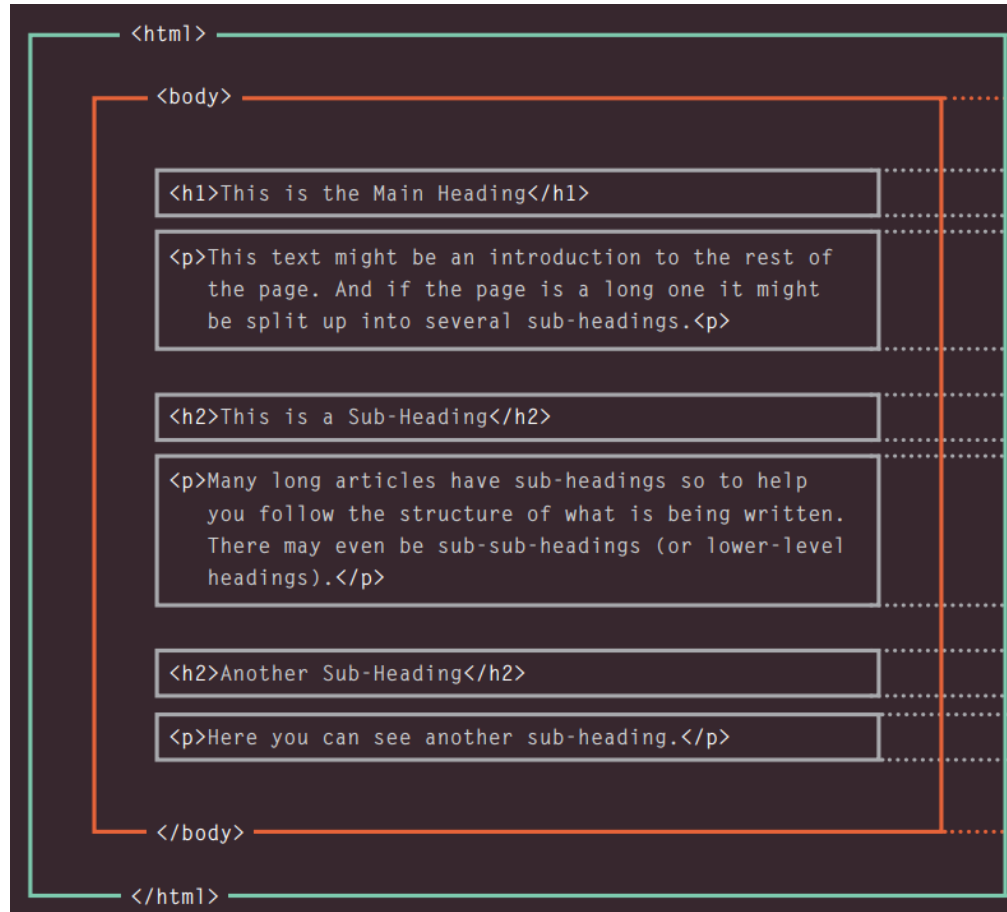 <html>
<body>
<h1>This is the Main Heading</h1>
<p>This text might be an introduction to the rest of
the page. And if the page is a long one it might
be split up into several sub-headings.<p>
<h2>This is a Sub-Heading</h2>
<p>Many long articles have sub-headings so to help
you follow the structure of what is being written.
There may even be sub-sub-headings (or lower-level
headings).</p>
<h2>Another Sub-Heading</h2>
<p>Here you can see another sub-heading.</p>
</body>
</html>